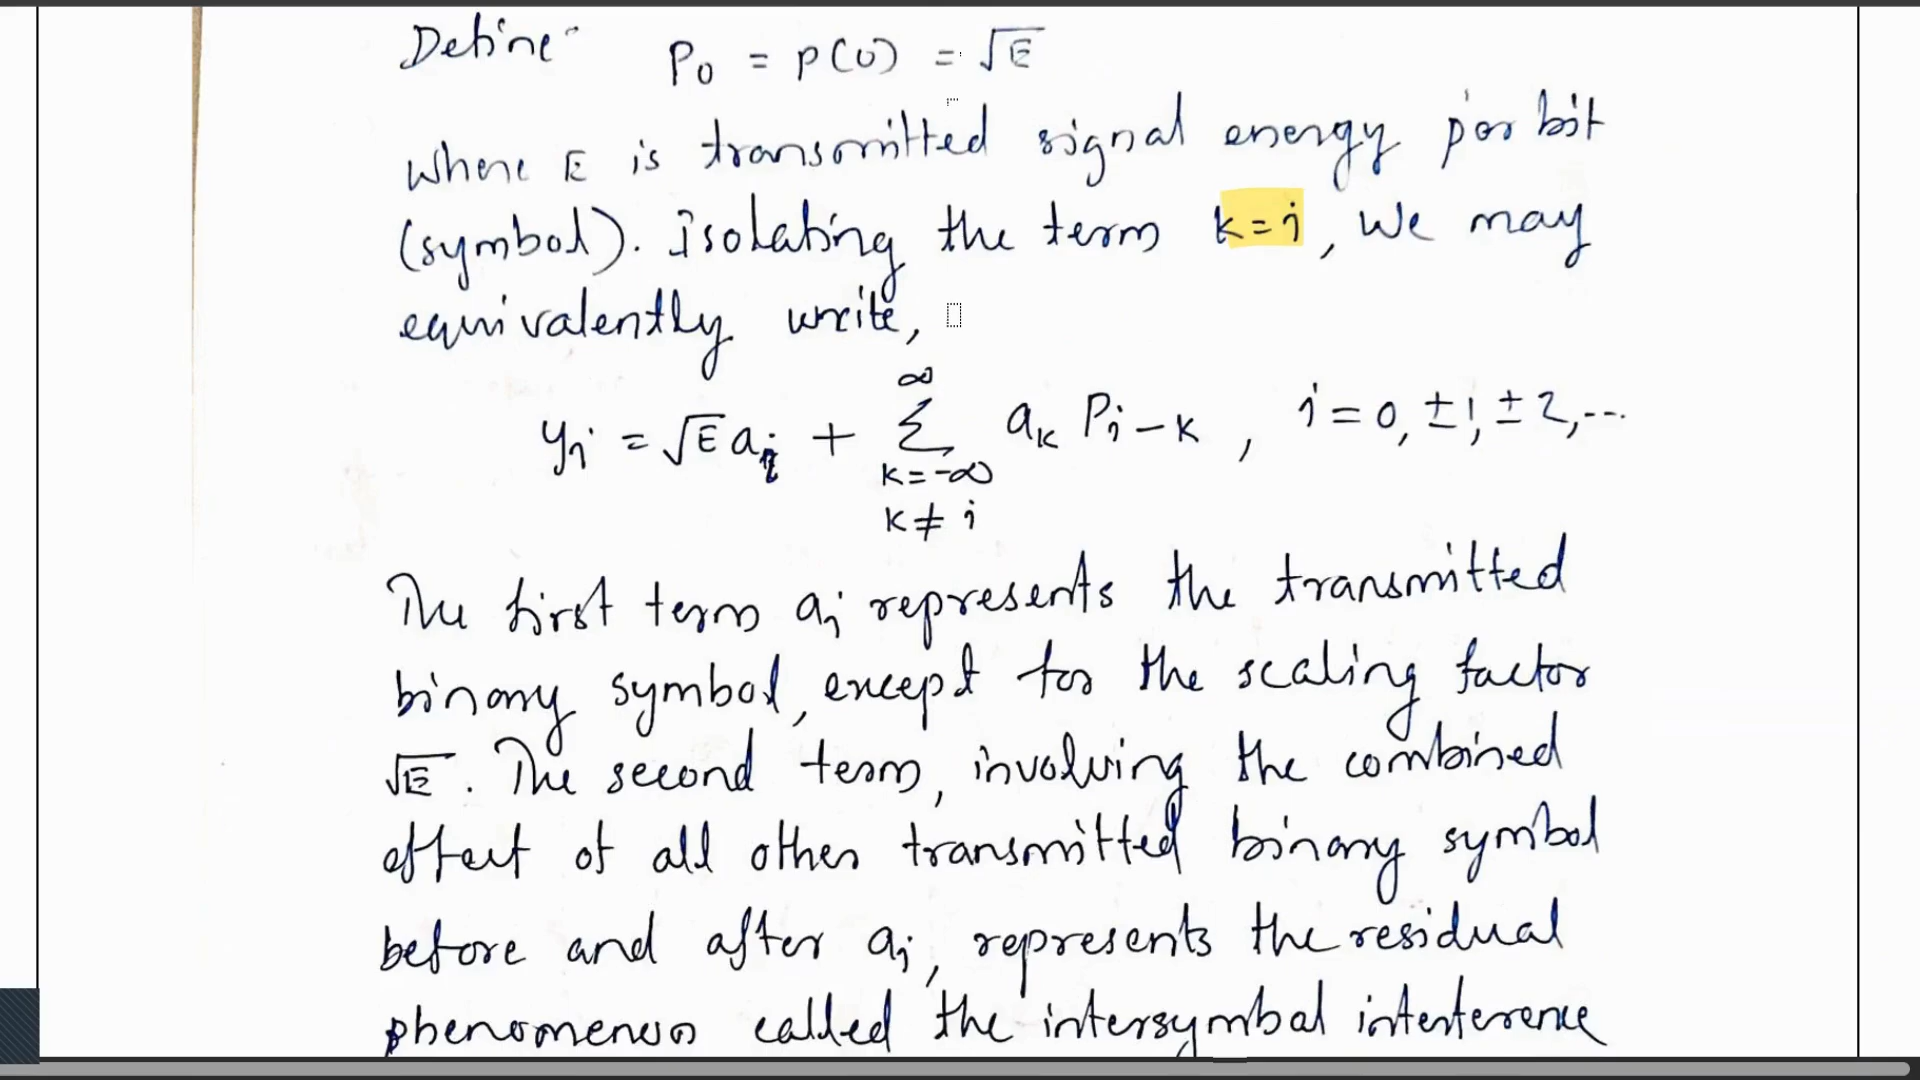 Define P₀ = p(0) = √E
where E is transmitted signal energy per bit
(symbol). Isolating the term k = i, we may
equivalently write,
yᵢ = √E aᵢ + ∑_{k=-∞, k≠i}^{∞} aₖ Pᵢ₋ₖ , i = 0, ±1, ±2, ...
The first term aᵢ represents the transmitted
binary symbol, except for the scaling factor
√E. The second term, involving the combined
effect of all other transmitted binary symbol
before and after aᵢ, represents the residual
phenomenon called the intersymbol interference